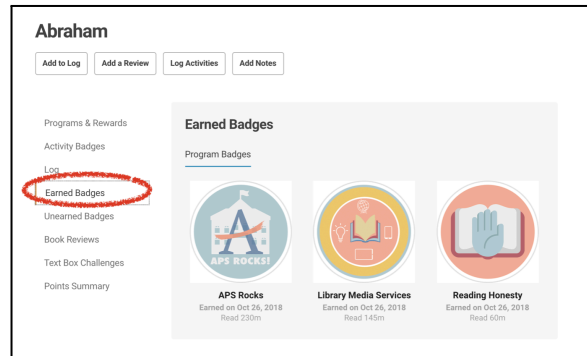 Abraham
Add to Log
Add a Review
Log Activities
Add Notes
Programs & Rewards
Activity Badges
Log
Earned Badges
Unearned Badges
Book Reviews
Text Box Challenges
Points Summary
Earned Badges
Program Badges
APS ROCKS!
APS Rocks
Earned on Oct 26, 2018
Read 230m
Library Media Services
Earned on Oct 26, 2018
Read 145m
Reading Honesty
Earned on Oct 26, 2018
Read 60m